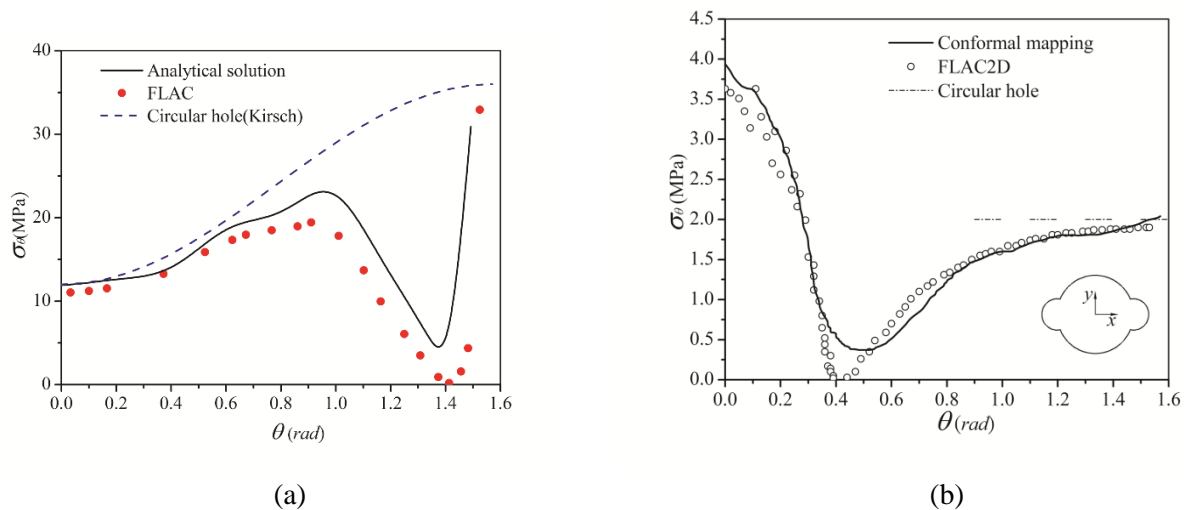 40
30
20
10
0
σθ(MPa)
Analytical solution
FLAC
Circular hole(Kirsch)
0.0 0.2 0.4 0.6 0.8 1.0 1.2 1.4 1.6
θ (rad)
(a)
4.5
4.0
3.5
3.0
2.5
2.0
1.5
1.0
0.5
0.0
σθ (MPa)
Conformal mapping
FLAC2D
Circular hole
y
x
0.0 0.2 0.4 0.6 0.8 1.0 1.2 1.4 1.6
θ (rad)
(b)